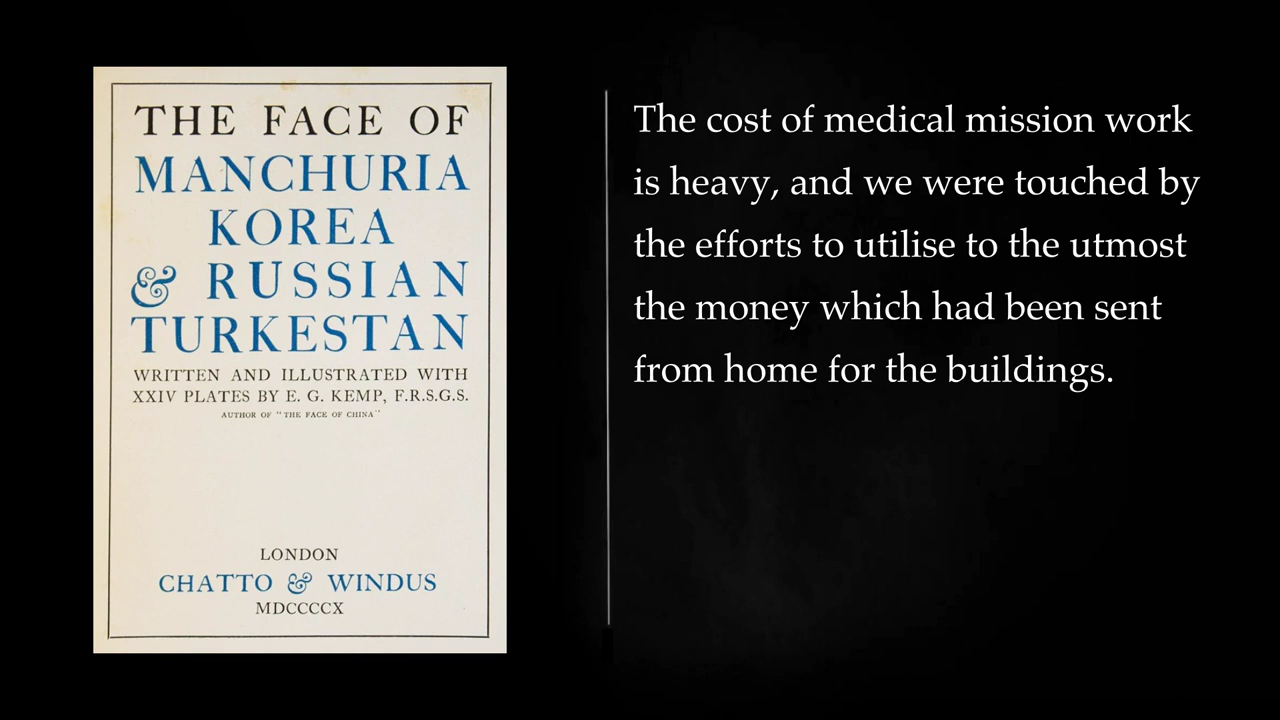 THE FACE OF
MANCHURIA
KOREA
& RUSSIAN
TURKESTAN
WRITTEN AND ILLUSTRATED WITH
XXIV PLATES BY E. G. KEMP, F.R.S.G.S.
AUTHOR OF "THE FACE OF CHINA"
LONDON
CHATTO & WINDUS
MDCCCCX
The cost of medical mission work
is heavy, and we were touched by
the efforts to utilise to the utmost
the money which had been sent
from home for the buildings.